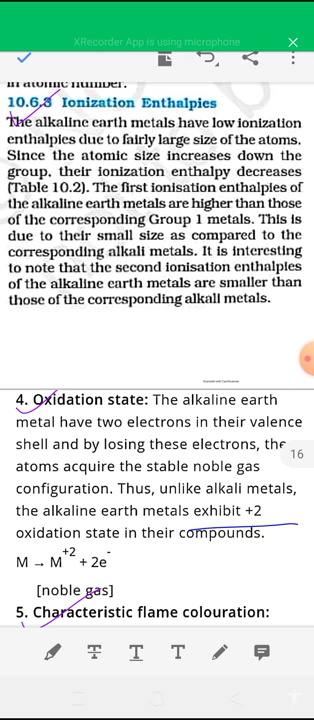 XRecorder App is using microphone
in atomic number.
10.6.3 Ionization Enthalpies
The alkaline earth metals have low ionization
enthalpies due to fairly large size of the atoms.
Since the atomic size increases down the
group, their ionization enthalpy decreases
(Table 10.2). The first ionisation enthalpies of
the alkaline earth metals are higher than those
of the corresponding Group 1 metals. This is
due to their small size as compared to the
corresponding alkali metals. It is interesting
to note that the second ionisation enthalpies
of the alkaline earth metals are smaller than
those of the corresponding alkali metals.
4. Oxidation state: The alkaline earth
metal have two electrons in their valence
shell and by losing these electrons, the
atoms acquire the stable noble gas
16
configuration. Thus, unlike alkali metals,
the alkaline earth metals exhibit +2
oxidation state in their compounds.
M → M+2 + 2e-
[noble gas]
5. Characteristic flame colouration:
T T T